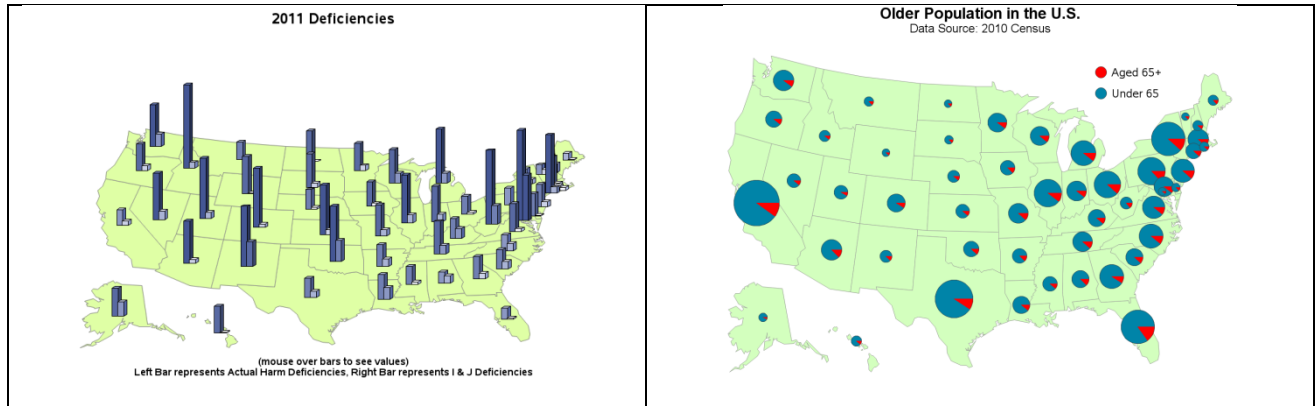 2011 Deficiencies
(mouse over bars to see values)
Left Bar represents Actual Harm Deficiencies, Right Bar represents I & J Deficiencies
Older Population in the U.S.
Data Source: 2010 Census
Aged 65+
Under 65